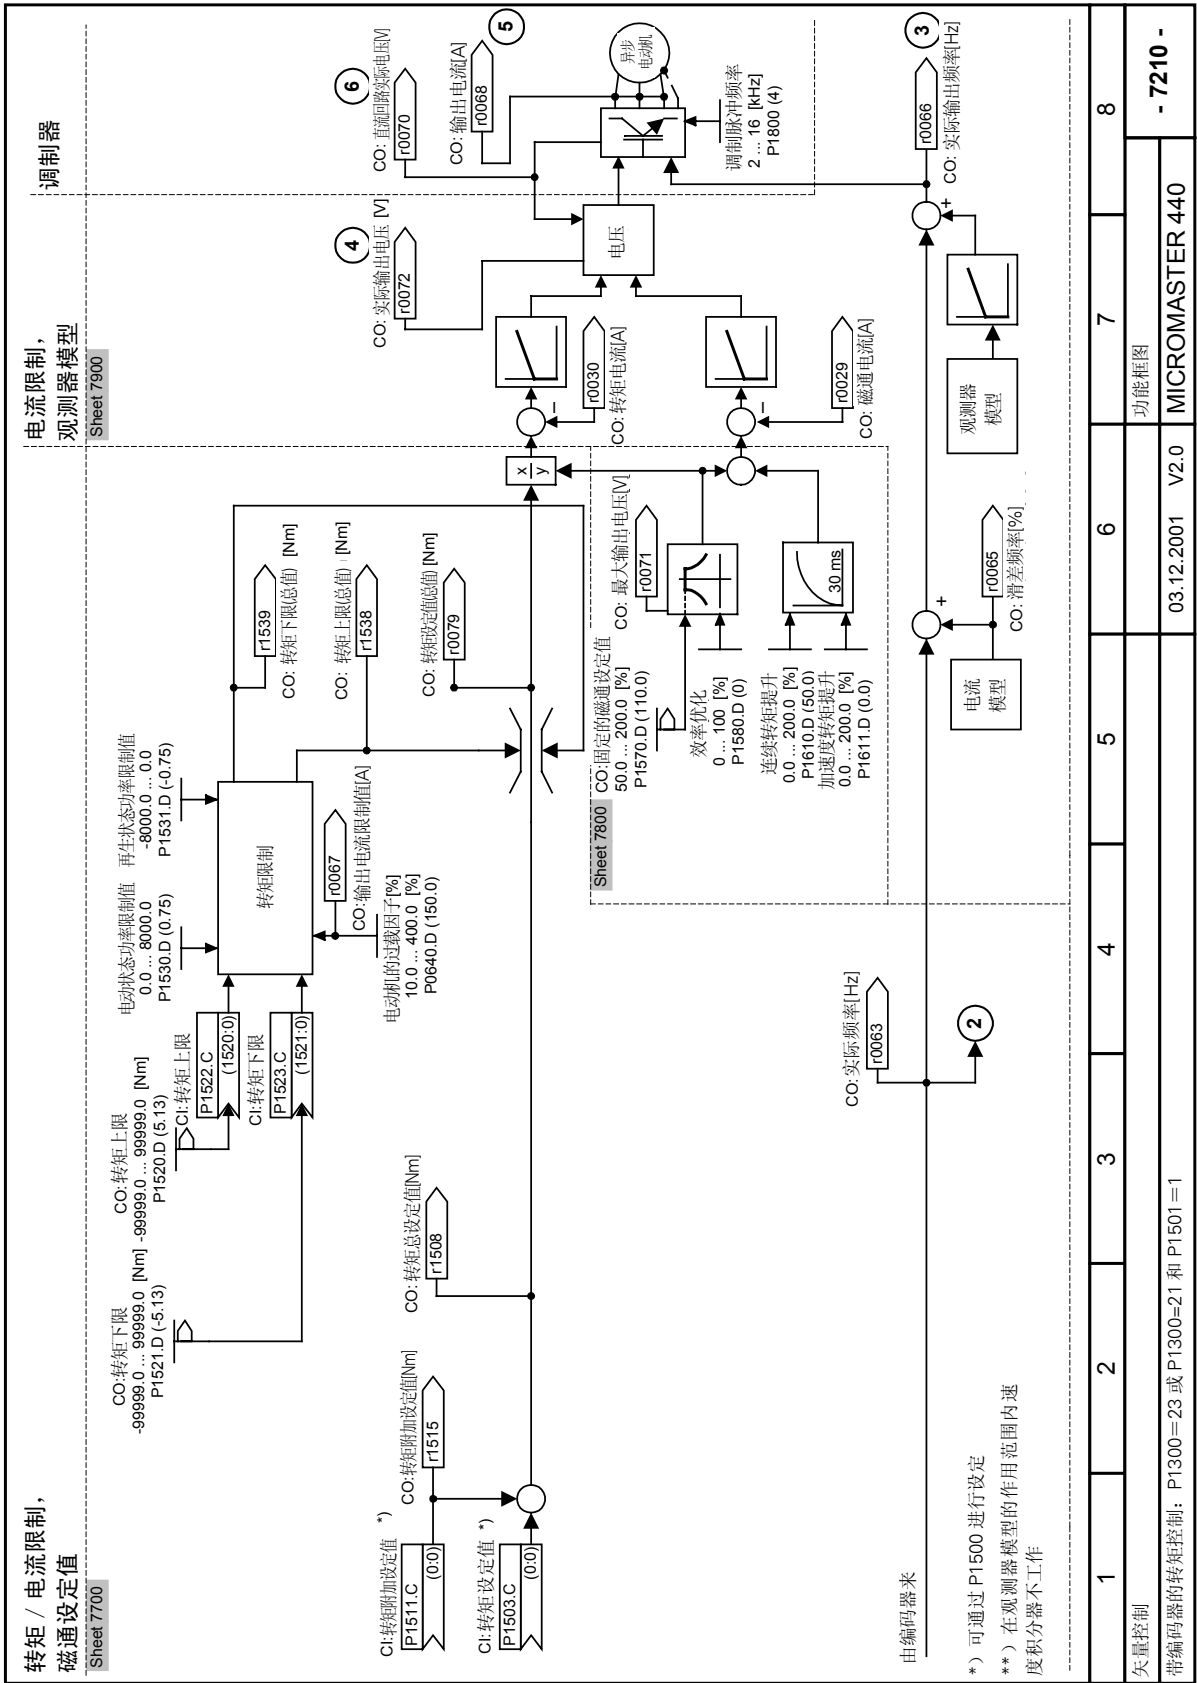 转矩 / 电流限制，
磁通设定值
Sheet 7700
电流限制，
观测器模型
Sheet 7900
调制器
CO:转矩下限
-99999.0 ... 99999.0 [Nm]
P1521.D (-5.13)
CO:转矩上限
-99999.0 ... 99999.0 [Nm]
P1520.D (5.13)
CI:转矩上限
P1522.C
(1520:0)
CI:转矩下限
P1523.C
(1521:0)
电动状态功率限制值
0.0 ... 8000.0
P1530.D (0.75)
再生状态功率限制值
-8000.0 ... 0.0
P1531.D (-0.75)
转矩限制
r1539
CO: 转矩下限(总值) [Nm]
CO: 转矩上限(总值) [Nm]
r1538
r0067
CO:输出电流限制值[A]
电动机的过载因子[%]
10.0 ... 400.0 [%]
P0640.D (150.0)
CO: 转矩设定值(总值) [Nm]
r0079
CI:转矩附加设定值 *)
P1511.C
(0:0)
CO:转矩附加设定值[Nm]
r1515
CI:转矩设定值 *)
P1503.C
(0:0)
CO: 转矩总设定值[Nm]
r1508
x
y
Sheet 7800
CO:固定的磁通设定值
50.0 ... 200.0 [%]
P1570.D (110.0)
CO: 最大输出电压[V]
r0071
效率优化
0 ... 100 [%]
P1580.D (0)
连续转矩提升
0.0 ... 200.0 [%]
P1610.D (50.0)
加速度转矩提升
0.0 ... 200.0 [%]
P1611.D (0.0)
30 ms
r0030
CO: 转矩电流[A]
r0029
CO: 磁通电流[A]
4
CO: 实际输出电压 [V]
r0072
电压
6
CO: 直流回路实际电压[V]
r0070
CO: 输出电流[A]
r0068
5
异步
电动机
调制脉冲频率
2 ... 16 [kHz]
P1800 (4)
3
r0066
CO: 实际输出频率[Hz]
由编码器来
CO: 实际频率[Hz]
r0063
2
电流
模型
r0065
CO: 滑差频率[%]
观测器
模型
+
+
–
–
*）可通过 P1500 进行设定
**）在观测器模型的作用范围内速
度积分器不工作
1 2 3 4 5 6 7 8
矢量控制
带编码器的转矩控制: P1300＝23 或 P1300=21 和 P1501＝1
03.12.2001 V2.0
功能框图
MICROMASTER 440
- 7210 -